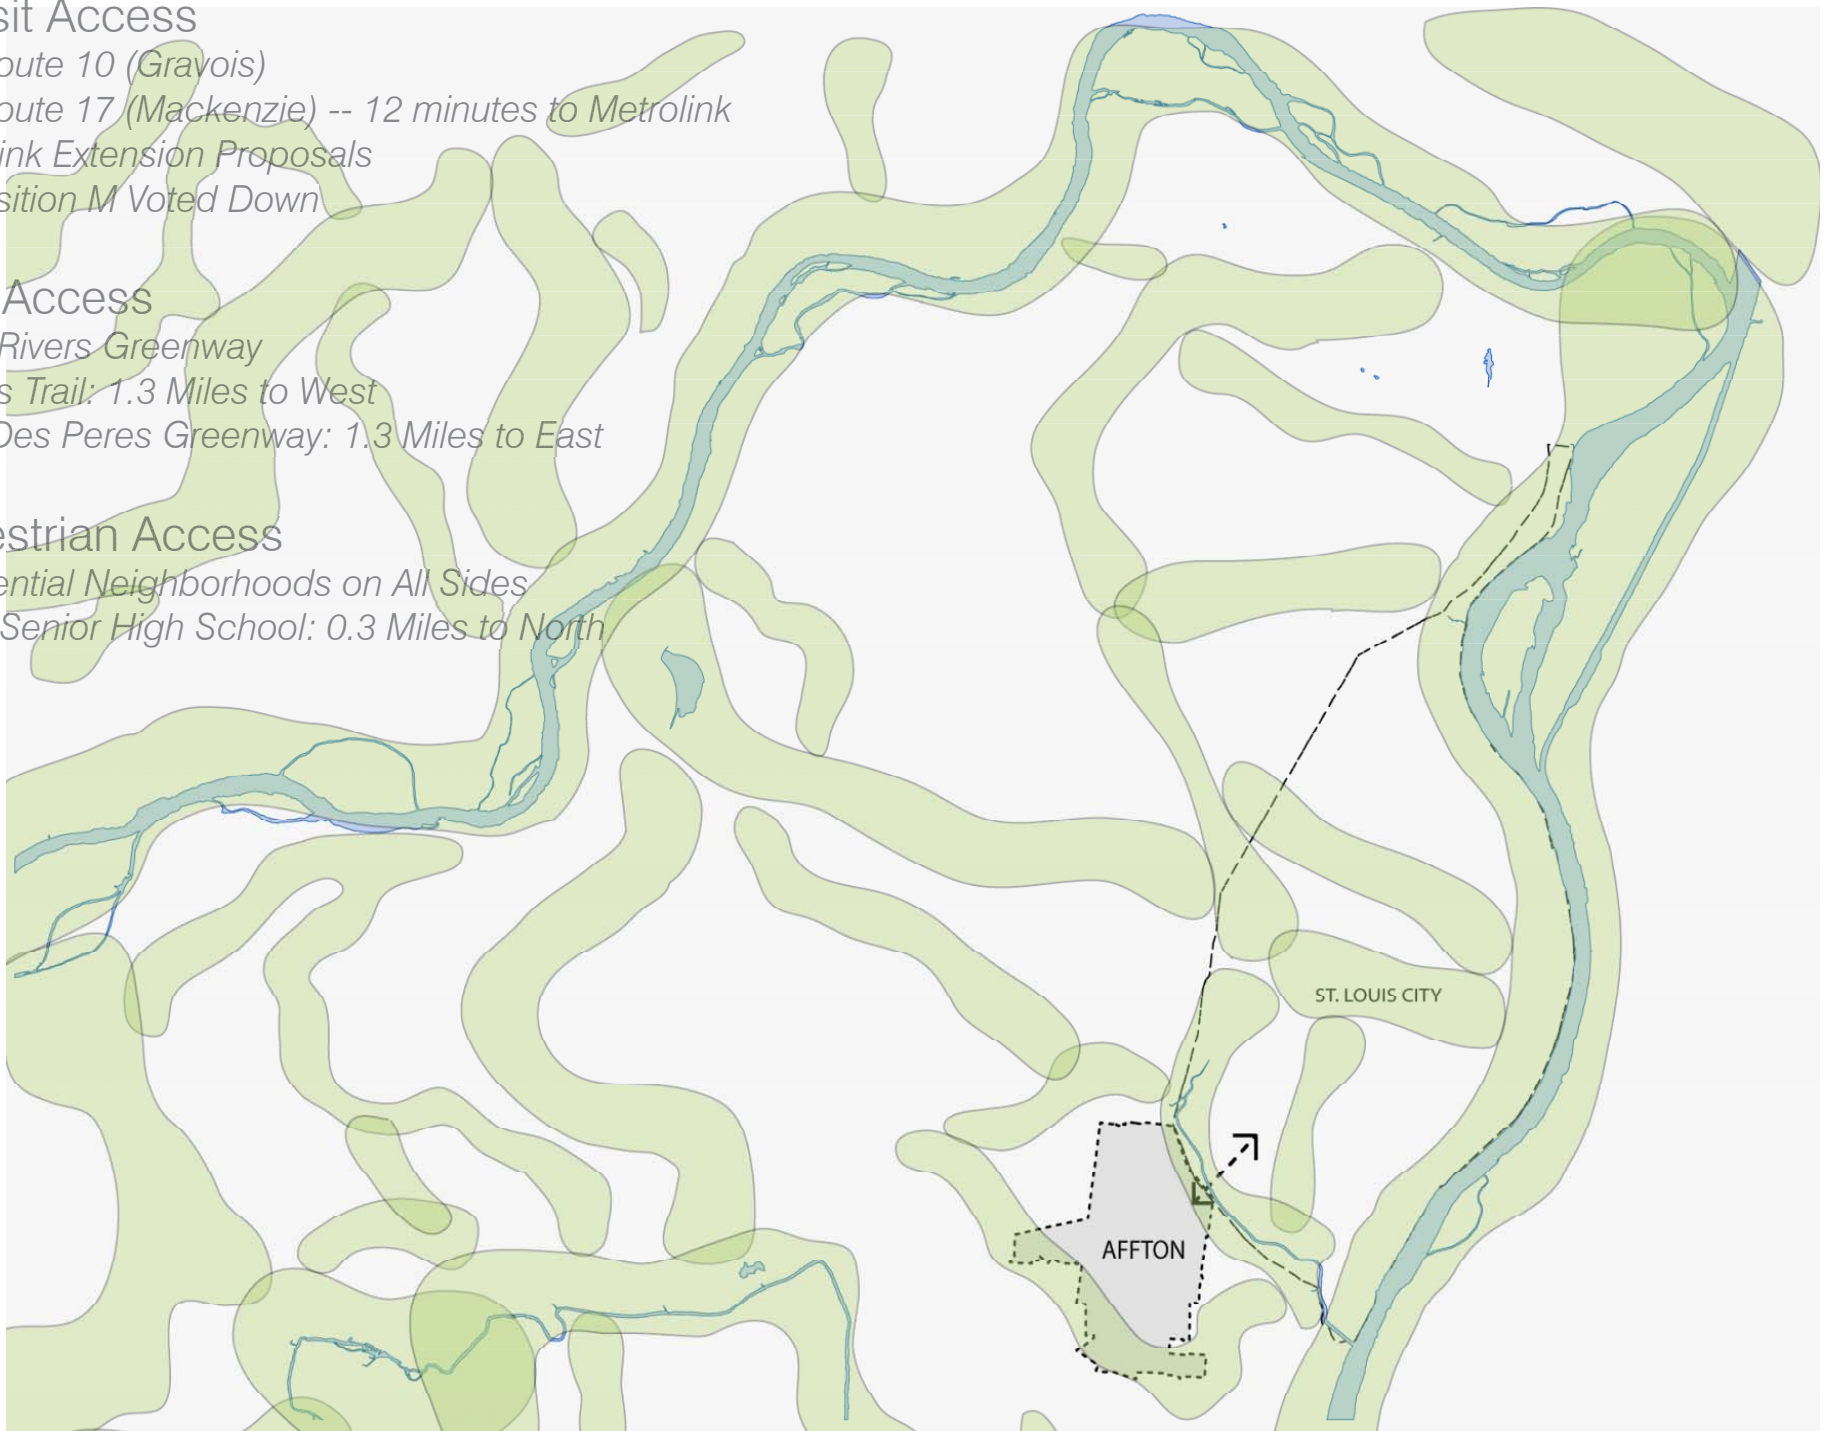 sit Access
oute 10 (Gravois)
oute 17 (Mackenzie) -- 12 minutes to Metrolink
ink Extension Proposals
sition M Voted Down
Access
Rivers Greenway
s Trail: 1.3 Miles to West
Des Peres Greenway: 1.3 Miles to East
estrian Access
ential Neighborhoods on All Sides
Senior High School: 0.3 Miles to North
ST. LOUIS CITY
AFFTON